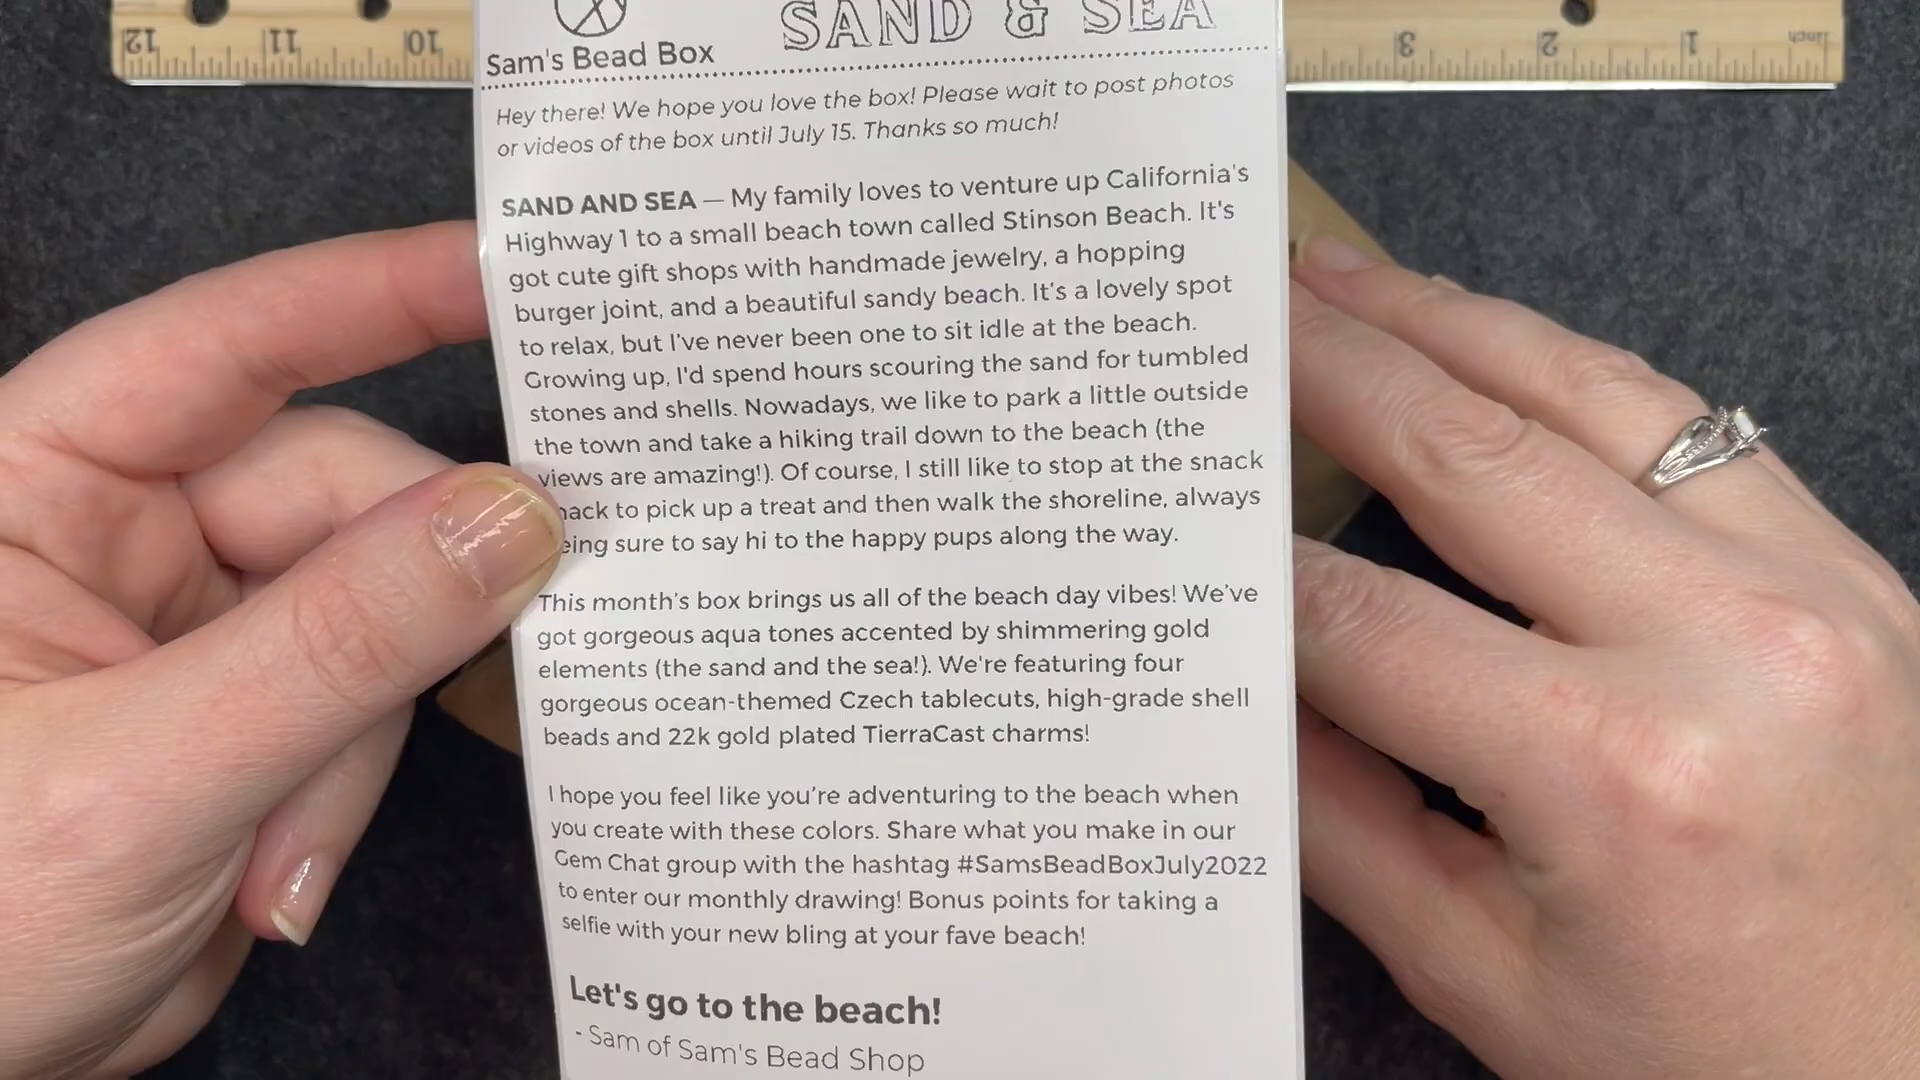 SAND & SEA
Sam's Bead Box
Hey there! We hope you love the box! Please wait to post photos
or videos of the box until July 15. Thanks so much!
SAND AND SEA — My family loves to venture up California's
Highway 1 to a small beach town called Stinson Beach. It's
got cute gift shops with handmade jewelry, a hopping
burger joint, and a beautiful sandy beach. It's a lovely spot
to relax, but I've never been one to sit idle at the beach.
Growing up, I'd spend hours scouring the sand for tumbled
stones and shells. Nowadays, we like to park a little outside
the town and take a hiking trail down to the beach (the
views are amazing!). Of course, I still like to stop at the snack
hack to pick up a treat and then walk the shoreline, always
eing sure to say hi to the happy pups along the way.
This month's box brings us all of the beach day vibes! We've
got gorgeous aqua tones accented by shimmering gold
elements (the sand and the sea!). We're featuring four
gorgeous ocean-themed Czech tablecuts, high-grade shell
beads and 22k gold plated TierraCast charms!
I hope you feel like you're adventuring to the beach when
you create with these colors. Share what you make in our
Gem Chat group with the hashtag #SamsBeadBoxJuly2022
to enter our monthly drawing! Bonus points for taking a
selfie with your new bling at your fave beach!
Let's go to the beach!
- Sam of Sam's Bead Shop
12 11 10 3 2 1 inch